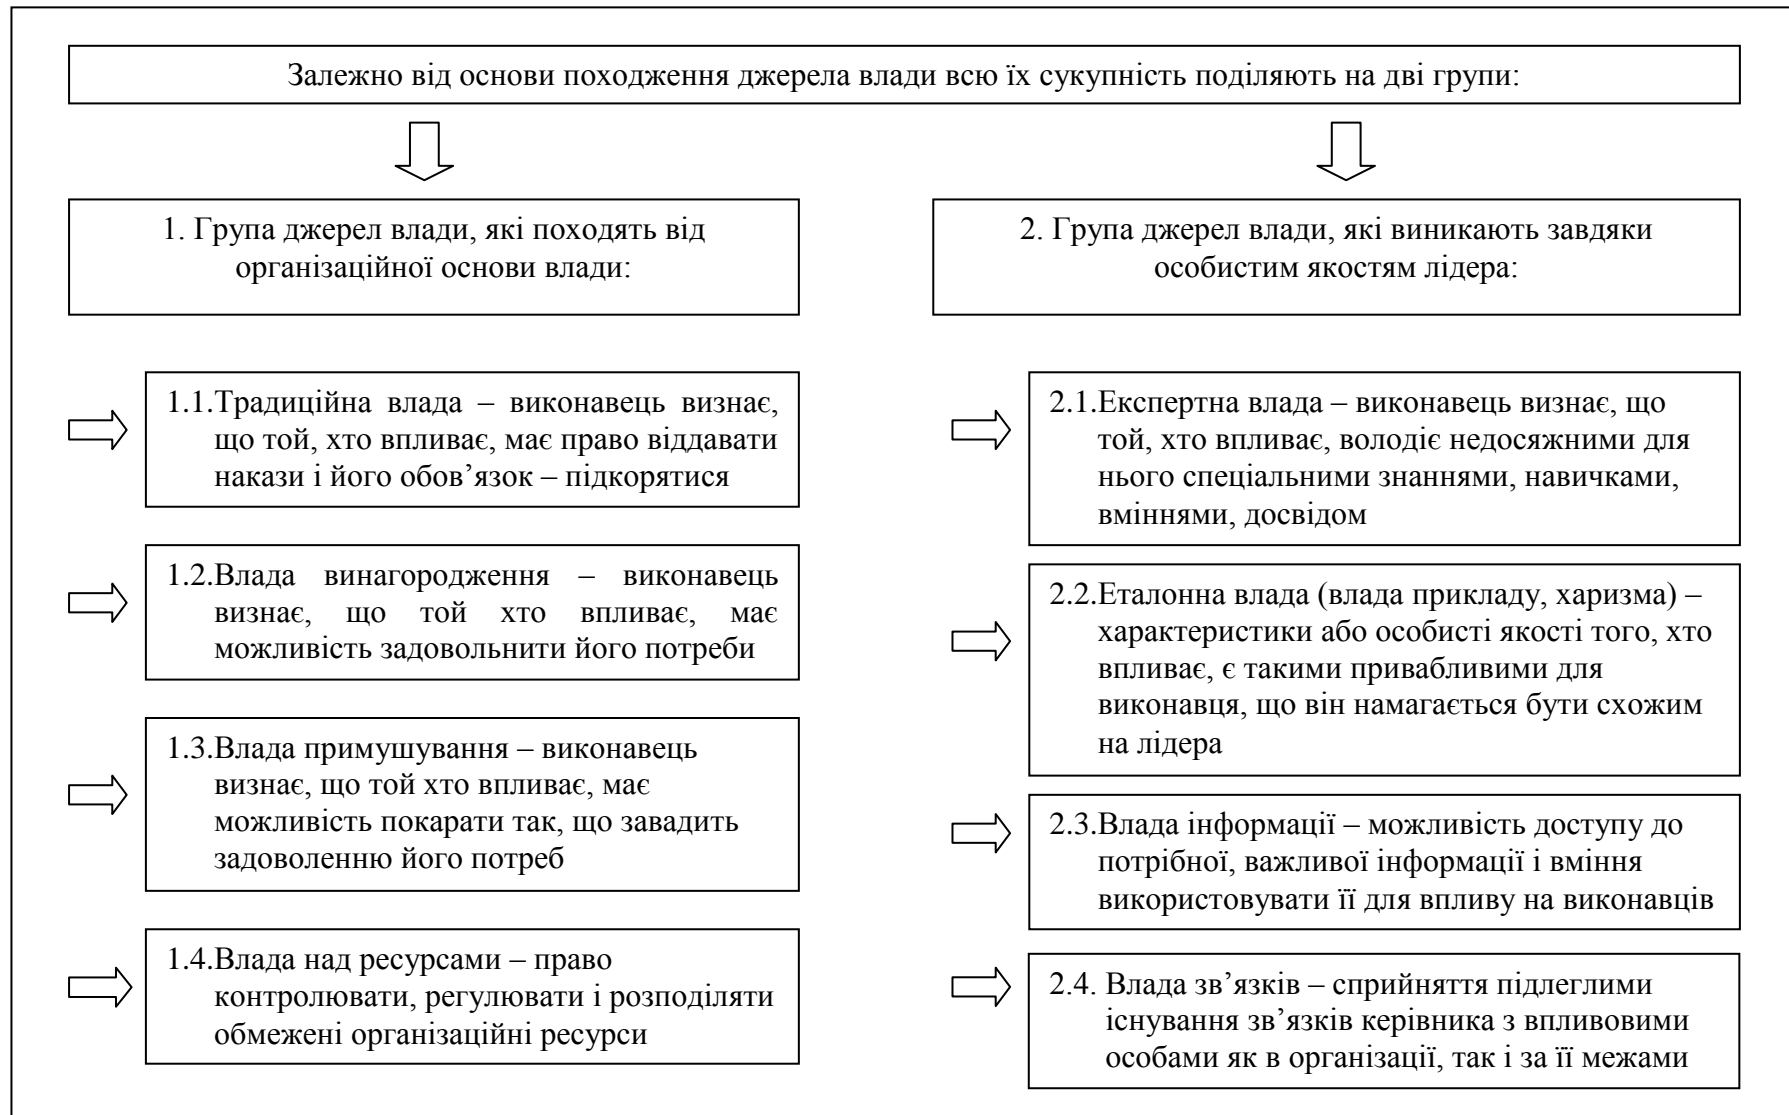 Залежно від основи походження джерела влади всю їх сукупність поділяють на дві групи:
1. Група джерел влади, які походять від
організаційної основи влади:
2. Група джерел влади, які виникають завдяки
особистим якостям лідера:
1.1.Традиційна влада – виконавець визнає,
що той, хто впливає, має право віддавати
накази і його обов’язок – підкорятися
1.2.Влада винагородження – виконавець
визнає, що той хто впливає, має
можливість задовольнити його потреби
1.3.Влада примушування – виконавець
визнає, що той хто впливає, має
можливість покарати так, що завадить
задоволенню його потреб
1.4.Влада над ресурсами – право
контролювати, регулювати і розподіляти
обмежені організаційні ресурси
2.1.Експертна влада – виконавець визнає, що
той, хто впливає, володіє недосяжними для
нього спеціальними знаннями, навичками,
вміннями, досвідом
2.2.Еталонна влада (влада прикладу, харизма) –
характеристики або особисті якості того, хто
впливає, є такими привабливими для
виконавця, що він намагається бути схожим
на лідера
2.3.Влада інформації – можливість доступу до
потрібної, важливої інформації і вміння
використовувати її для впливу на виконавців
2.4. Влада зв’язків – сприйняття підлеглими
існування зв’язків керівника з впливовими
особами як в організації, так і за її межами